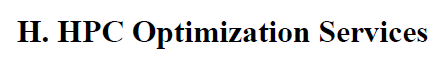 H. HPC Optimization Services